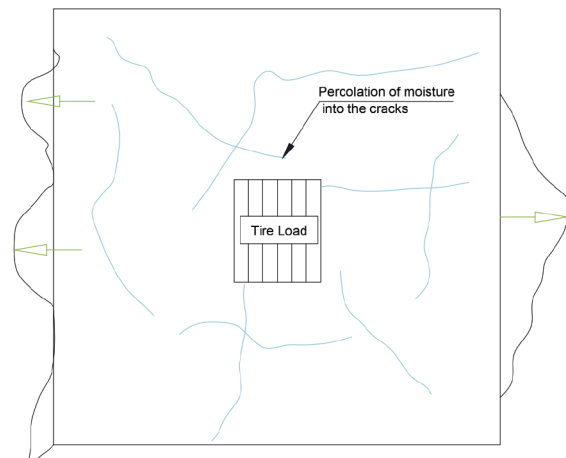 Percolation of moisture
into the cracks
Tire Load